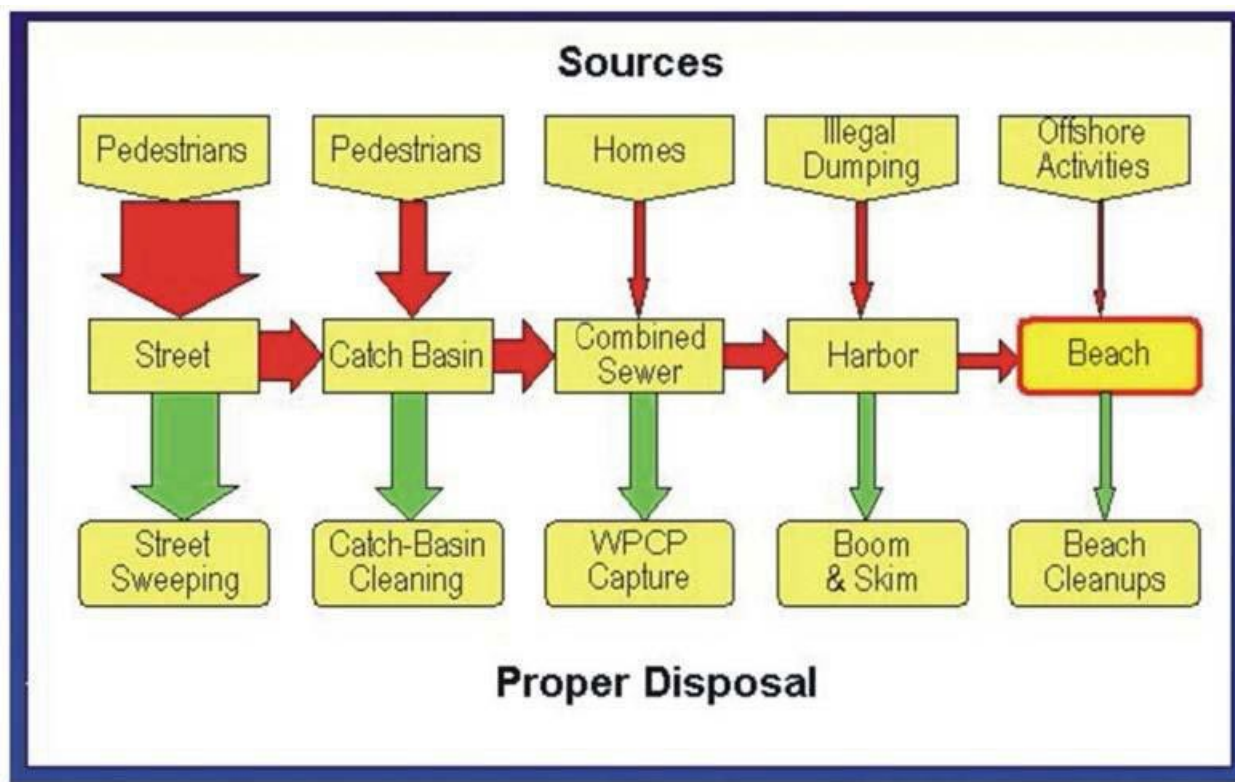 Sources
Pedestrians
Pedestrians
Homes
Illegal
Dumping
Offshore
Activities
Street
Catch Basin
Combined
Sewer
Harbor
Beach
Street
Sweeping
Catch-Basin
Cleaning
WPCP
Capture
Boom
& Skim
Beach
Cleanups
Proper Disposal